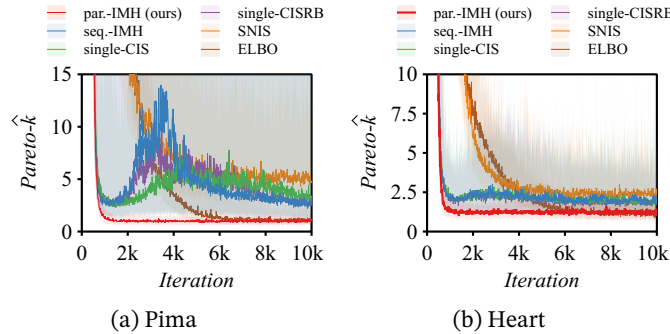 par.-IMH (ours) single-CISRB
seq.-IMH SNIS
single-CIS ELBO
15
10
5
0
Pareto-k̂
0 2k 4k 6k 8k 10k
Iteration
(a) Pima
par.-IMH (ours) single-CISRB
seq.-IMH SNIS
single-CIS ELBO
10
7.5
5
2.5
0
Pareto-k̂
0 2k 4k 6k 8k 10k
Iteration
(b) Heart